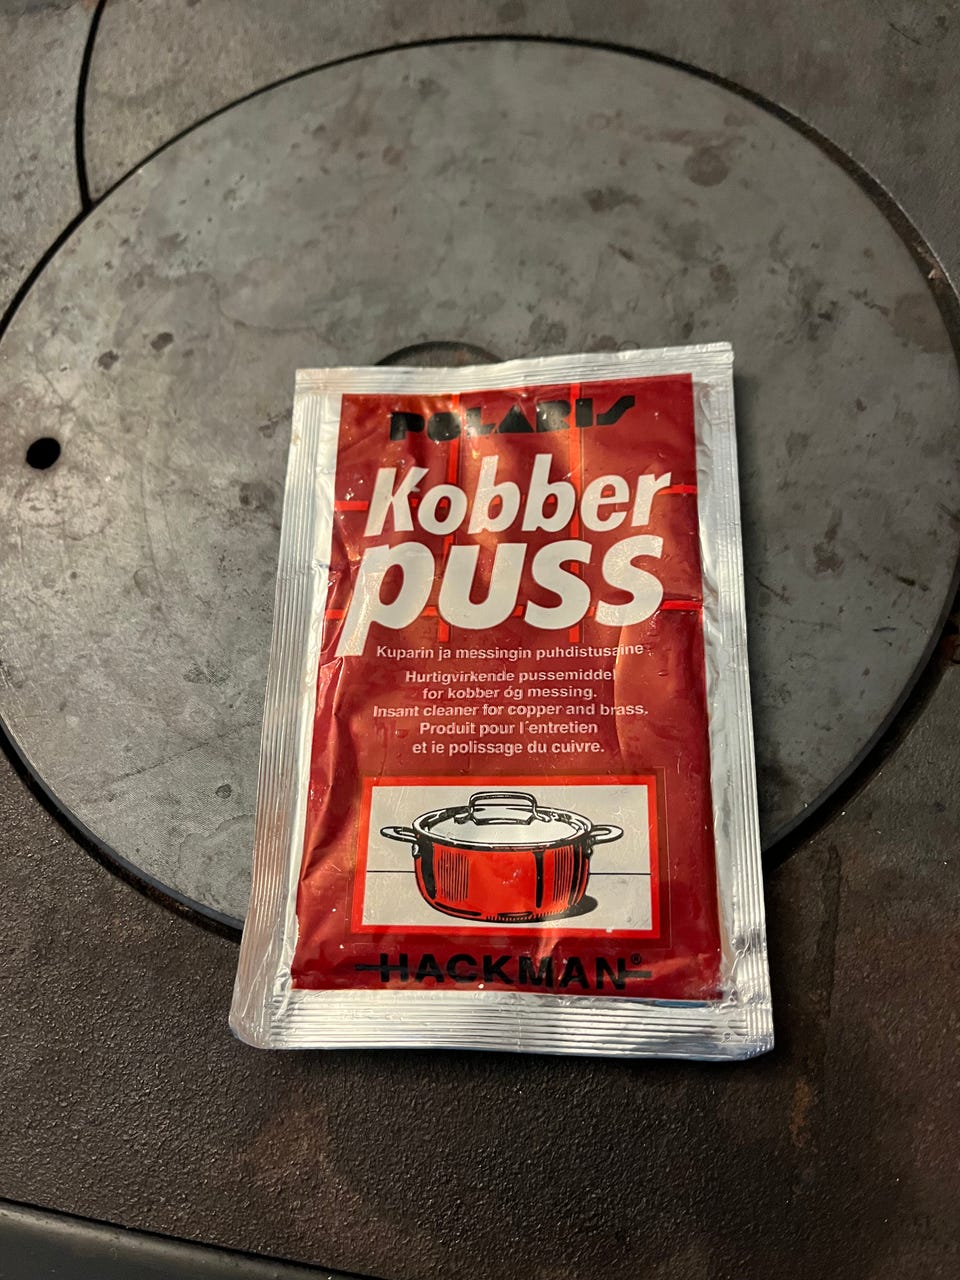 POLARIS
Kobber
puss
Kuparin ja messingin puhdistusaine
Hurtigvirkende pussemiddel
for kobber óg messing.
Insant cleaner for copper and brass.
Produit pour l´entretien
et ie polissage du cuivre.
HACKMAN®